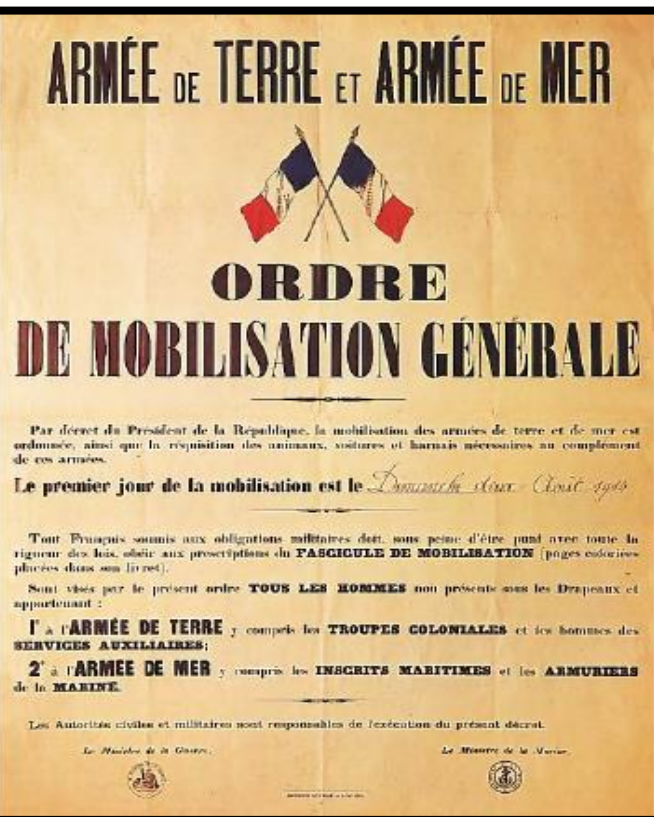 ARMÉE DE TERRE ET ARMÉE DE MER
ORDRE
DE MOBILISATION GÉNÉRALE
Par décret du Président de la République, la mobilisation des armées de terre et de mer est
ordonnée, ainsi que la réquisition des animaux, voitures et harnais nécessaires au complément
de ces armées.
Le premier jour de la mobilisation est le Dimanche deux Août 1914
Tout Français soumis aux obligations militaires doit, sous peine d'être puni avec toute la
rigueur des lois, obéir aux prescriptions du FASCICULE DE MOBILISATION (pages coloriées
placées dans son livret).
Sont visés par le présent ordre TOUS LES HOMMES non présents sous les Drapeaux et
appartenant :
1° à l'ARMÉE DE TERRE y compris les TROUPES COLONIALES et les hommes des
SERVICES AUXILIAIRES;
2° à l'ARMÉE DE MER y compris les INSCRITS MARITIMES et les ARMURIERS
de la MARINE.
Les Autorités civiles et militaires sont responsables de l'exécution du présent décret.
Le Ministre de la Guerre, Le Ministre de la Marine,